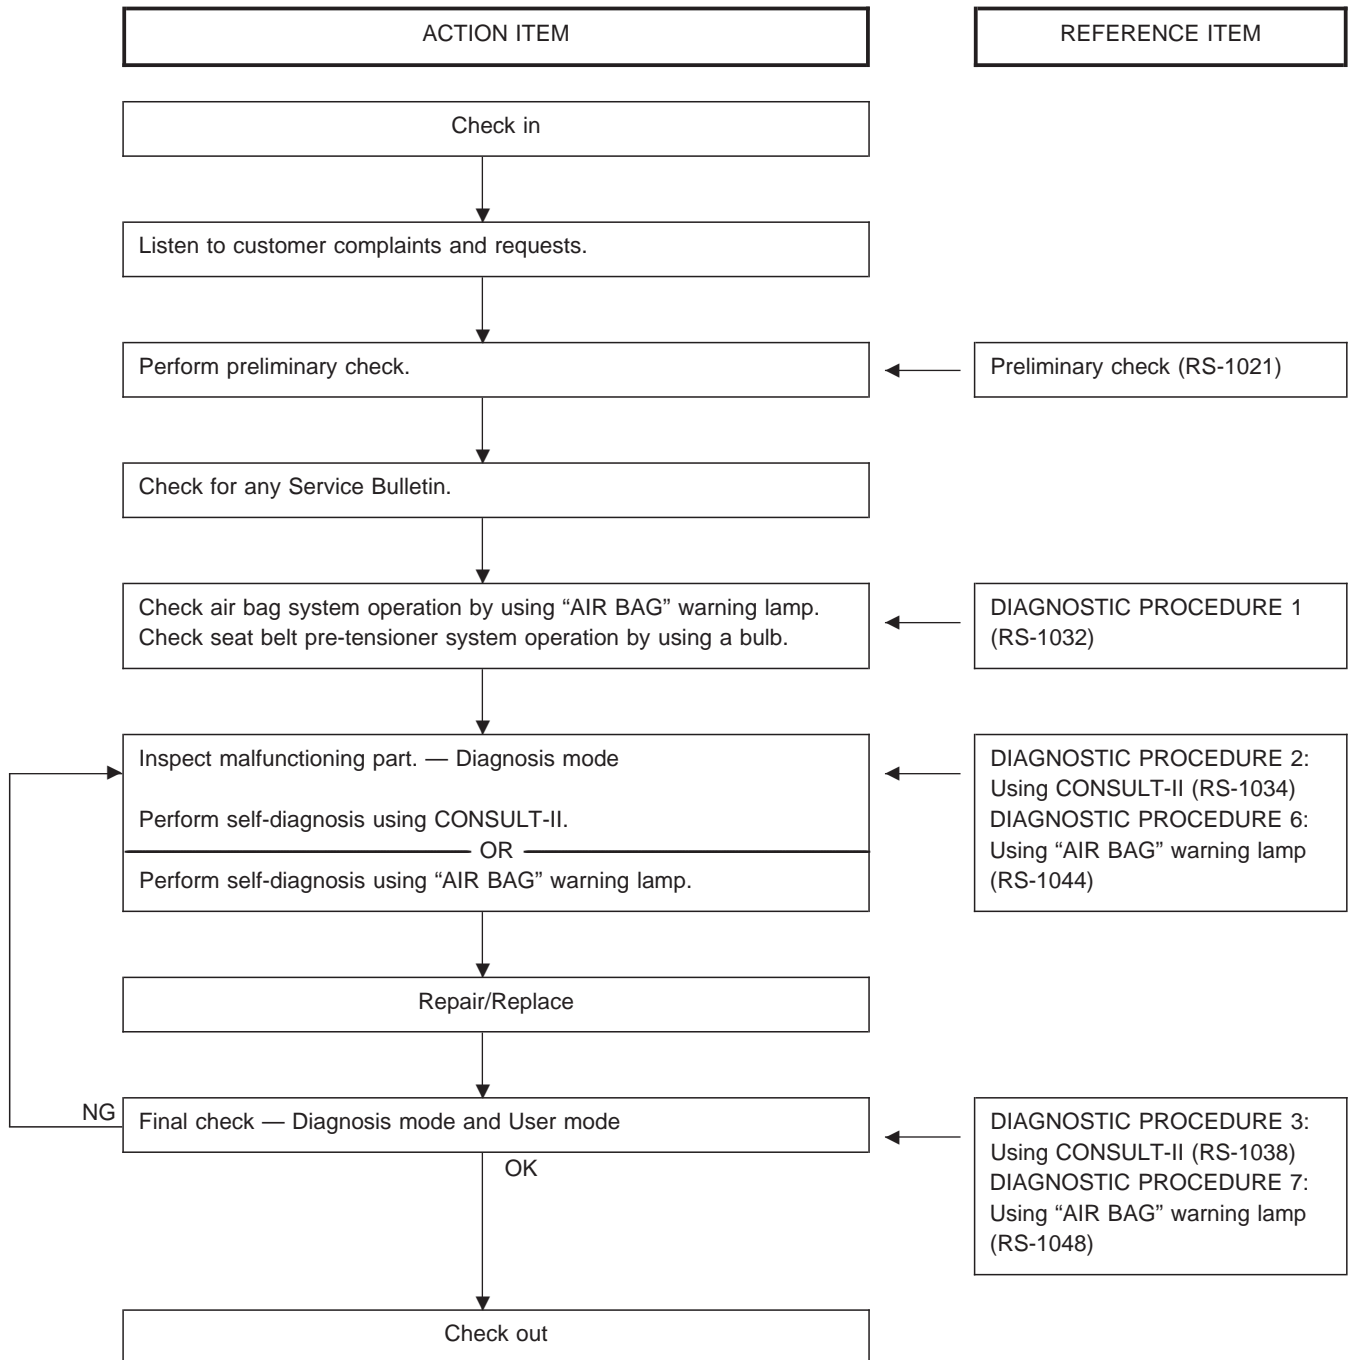 ACTION ITEM
REFERENCE ITEM
Check in
Listen to customer complaints and requests.
Perform preliminary check.
Preliminary check (RS-1021)
Check for any Service Bulletin.
Check air bag system operation by using “AIR BAG” warning lamp.
Check seat belt pre-tensioner system operation by using a bulb.
DIAGNOSTIC PROCEDURE 1
(RS-1032)
Inspect malfunctioning part. — Diagnosis mode
Perform self-diagnosis using CONSULT-II.
OR
Perform self-diagnosis using “AIR BAG” warning lamp.
DIAGNOSTIC PROCEDURE 2:
Using CONSULT-II (RS-1034)
DIAGNOSTIC PROCEDURE 6:
Using “AIR BAG” warning lamp
(RS-1044)
Repair/Replace
NG
Final check — Diagnosis mode and User mode
OK
DIAGNOSTIC PROCEDURE 3:
Using CONSULT-II (RS-1038)
DIAGNOSTIC PROCEDURE 7:
Using “AIR BAG” warning lamp
(RS-1048)
Check out